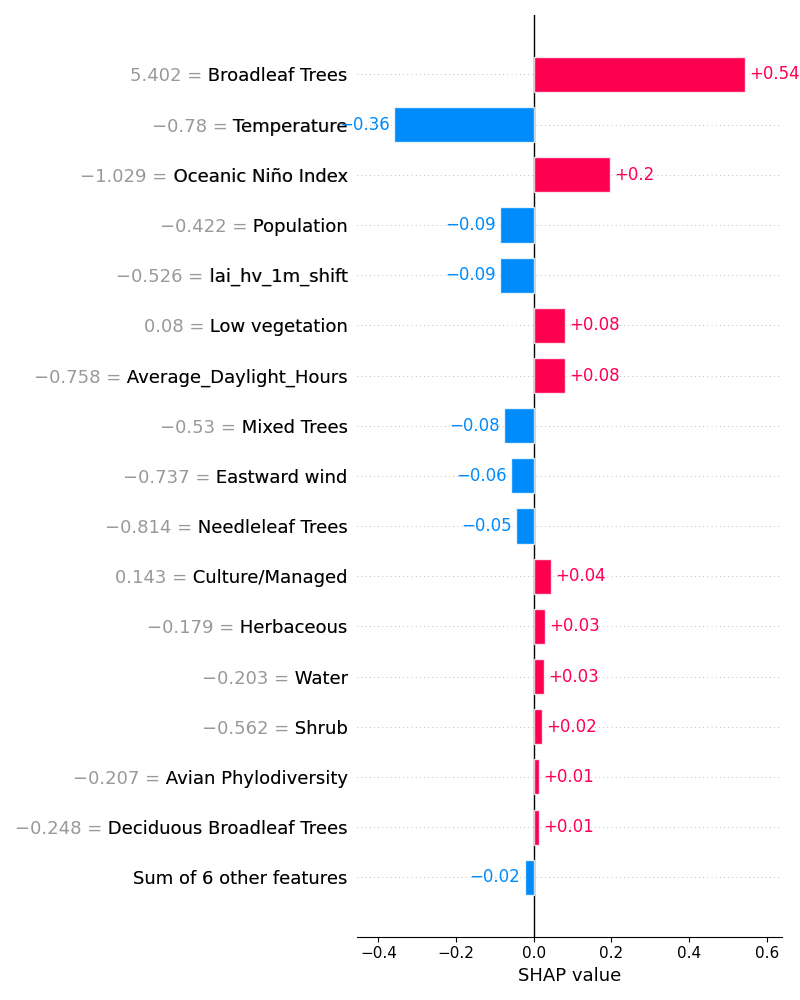 5.402 = Broadleaf Trees +0.54
−0.78 = Temperature −0.36
−1.029 = Oceanic Niño Index +0.2
−0.422 = Population −0.09
−0.526 = lai_hv_1m_shift −0.09
0.08 = Low vegetation +0.08
−0.758 = Average_Daylight_Hours +0.08
−0.53 = Mixed Trees −0.08
−0.737 = Eastward wind −0.06
−0.814 = Needleleaf Trees −0.05
0.143 = Culture/Managed +0.04
−0.179 = Herbaceous +0.03
−0.203 = Water +0.03
−0.562 = Shrub +0.02
−0.207 = Avian Phylodiversity +0.01
−0.248 = Deciduous Broadleaf Trees +0.01
Sum of 6 other features −0.02
−0.4 −0.2 0.0 0.2 0.4 0.6
SHAP value